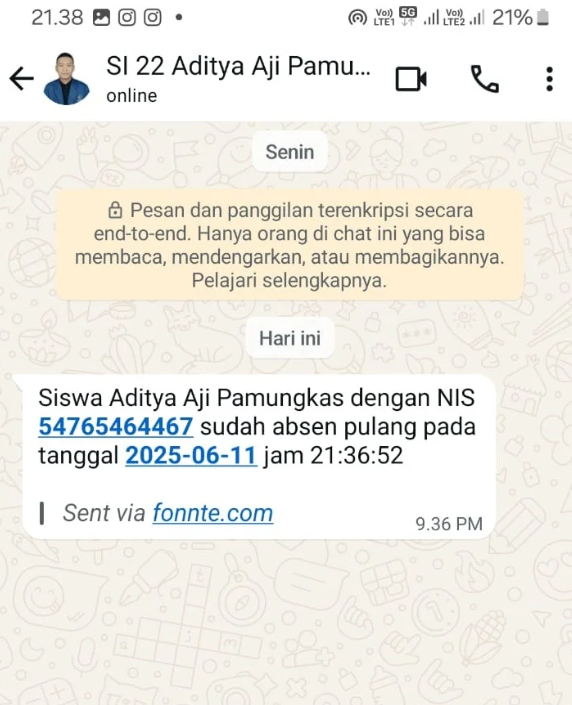 21.38
Voo)) LTE1 5G Voo)) LTE2 21%
SI 22 Aditya Aji Pamu...
online
Senin
Pesan dan panggilan terenkripsi secara
end-to-end. Hanya orang di chat ini yang bisa
membaca, mendengarkan, atau membagikannya.
Pelajari selengkapnya.
Hari ini
Siswa Aditya Aji Pamungkas dengan NIS
54765464467 sudah absen pulang pada
tanggal 2025-06-11 jam 21:36:52
Sent via fonnte.com
9.36 PM